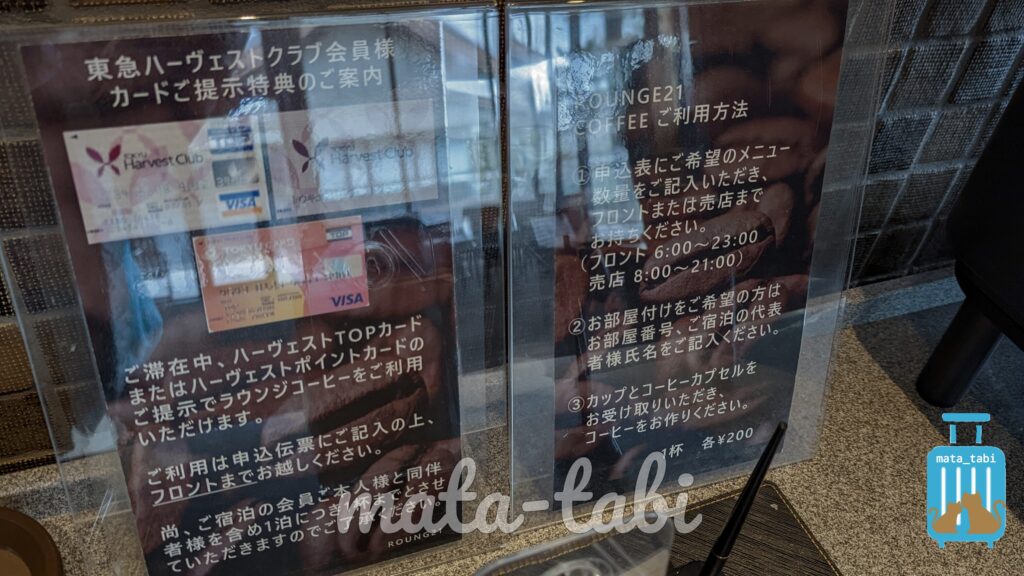 東急ハーヴェストクラブ会員様
カードご提示特典のご案内
Harvest Club
VISA
Harvest Club
VISA
ご滞在中、ハーヴェストTOPカード
またはハーヴェストポイントカードの
ご提示でラウンジコーヒーをご利用
いただけます。
ご利用は申込伝票にご記入の上、
フロントまでお越しください。
尚、ご宿泊の会員ご本人様と同伴
者様を含め1泊につき
ていただきますのでご
OUNGE21
COFFEE ご利用方法
①申込表にご希望のメニュー
数量をご記入いただき、
フロントまたは売店まで
お持ちください。
(フロント 6:00〜23:00
売店 8:00〜21:00)
②お部屋付けをご希望の方は
お部屋番号、ご宿泊の代表
者様氏名をご記入ください。
③カップとコーヒーカプセルを
お受け取りいただき、
コーヒーをお作りください。
1杯 各¥200
mata-tabi
mata_tabi